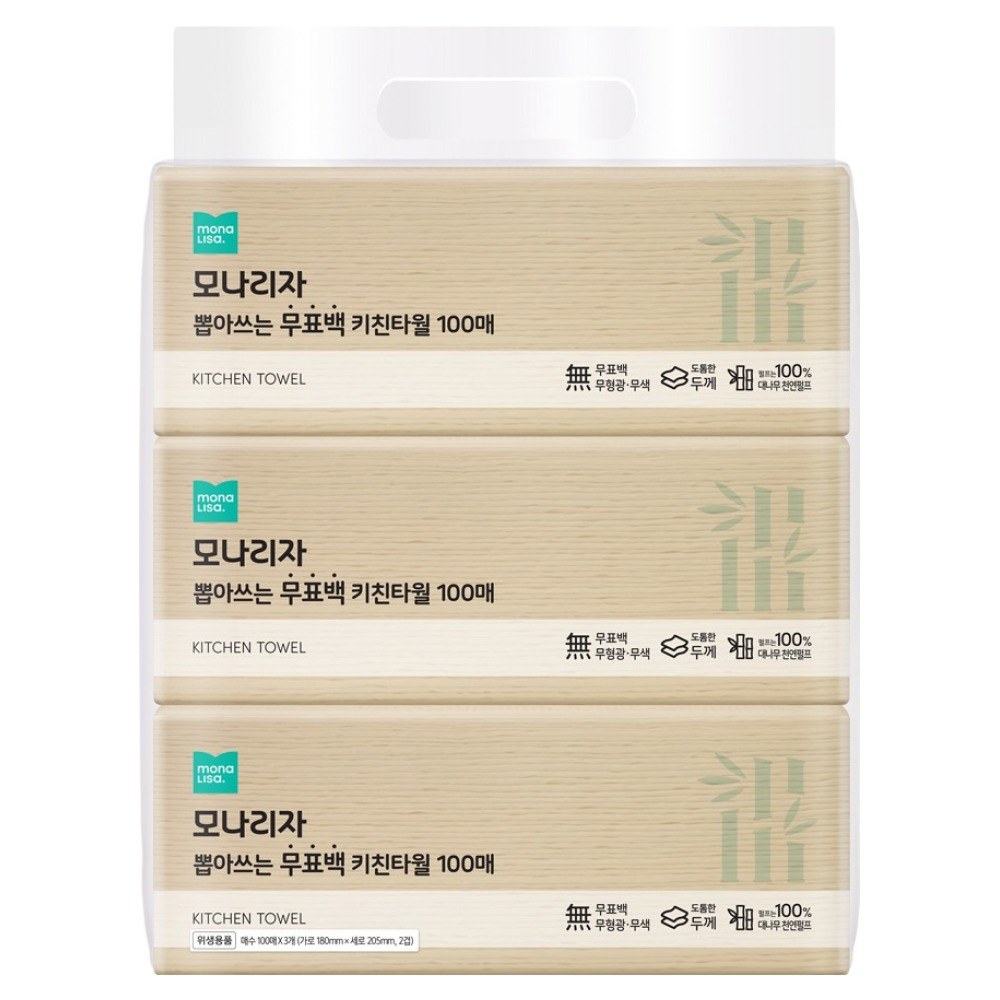 mona
Lisa.
모나리자
뽑아쓰는 무표백 키친타월 100매
KITCHEN TOWEL
無 무표백
무형광·무색
도톰한
두께
펄프는100%
대나무 천연펄프
mona
Lisa.
모나리자
뽑아쓰는 무표백 키친타월 100매
KITCHEN TOWEL
無 무표백
무형광·무색
도톰한
두께
펄프는100%
대나무 천연펄프
mona
Lisa.
모나리자
뽑아쓰는 무표백 키친타월 100매
KITCHEN TOWEL
無 무표백
무형광·무색
도톰한
두께
펄프는100%
대나무 천연펄프
위생용품 매수 100매 X 3개 (가로 180mm × 세로 205mm, 2겹)